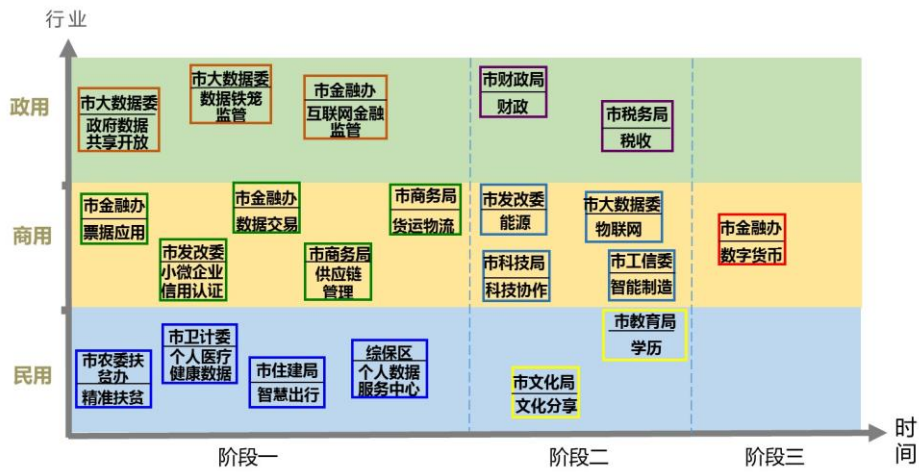 行业
政用
市大数据委
政府数据
共享开放
市大数据委
数据铁笼
监管
市金融办
互联网金融
监管
市财政局
财政
市税务局
税收
商用
市金融办
票据应用
市发改委
小微企业
信用认证
市金融办
数据交易
市商务局
供应链
管理
市商务局
货运物流
市发改委
能源
市科技局
科技协作
市大数据委
物联网
市工信委
智能制造
市金融办
数字货币
民用
市农委扶
贫办
精准扶贫
市卫计委
个人医疗
健康数据
市住建局
智慧出行
综保区
个人数据
服务中心
市文化局
文化分享
市教育局
学历
阶段一
阶段二
阶段三
时
间